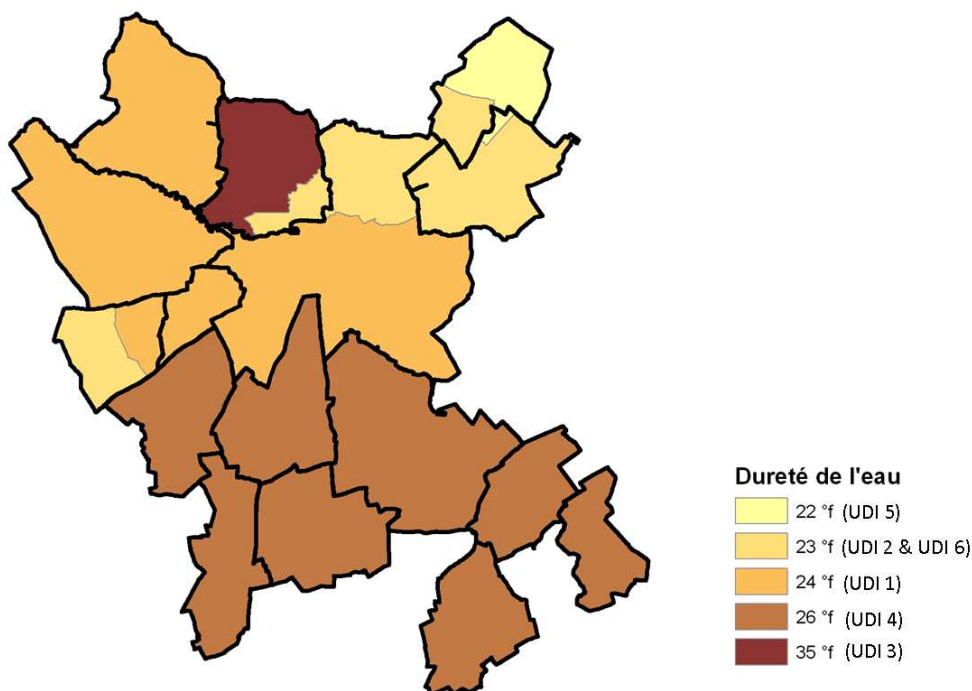 Dureté de l'eau
22 °f (UDI 5)
23 °f (UDI 2 & UDI 6)
24 °f (UDI 1)
26 °f (UDI 4)
35 °f (UDI 3)